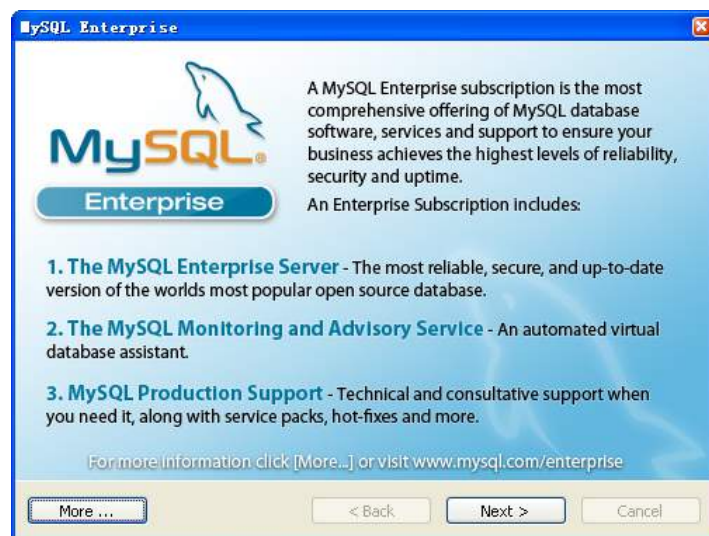 MySQL Enterprise
A MySQL Enterprise subscription is the most
comprehensive offering of MySQL database
software, services and support to ensure your
business achieves the highest levels of reliability,
security and uptime.
MySQL®
Enterprise
An Enterprise Subscription includes:
1. The MySQL Enterprise Server - The most reliable, secure, and up-to-date
version of the worlds most popular open source database.
2. The MySQL Monitoring and Advisory Service - An automated virtual
database assistant.
3. MySQL Production Support - Technical and consultative support when
you need it, along with service packs, hot-fixes and more.
For more information click [More...] or visit www.mysql.com/enterprise
More ...
< Back
Next >
Cancel